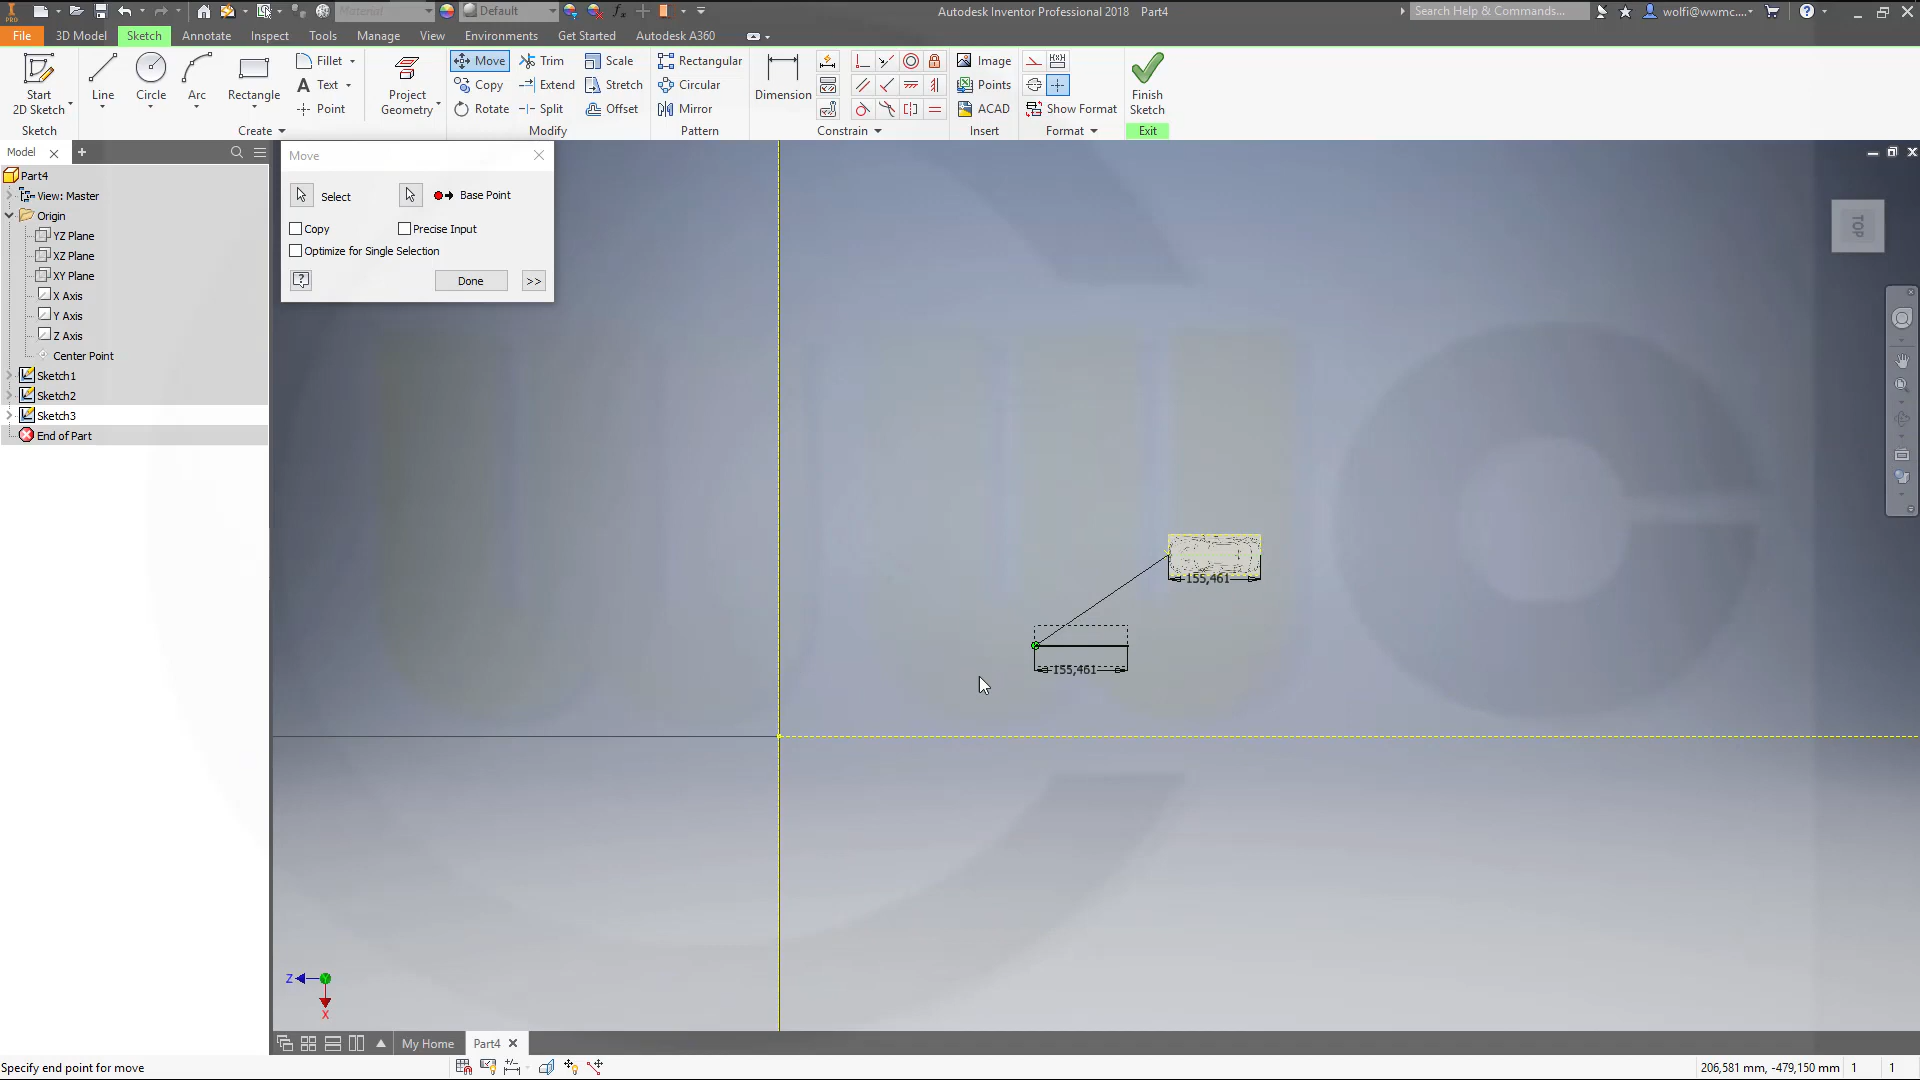 PRO
Material
Default
Autodesk Inventor Professional 2018 Part4
Search Help & Commands...
wolfi@wwmc....
File
3D Model
Sketch
Annotate
Inspect
Tools
Manage
View
Environments
Get Started
Autodesk A360
Start
2D Sketch
Sketch
Line
Circle
Arc
Rectangle
Fillet
Text
Point
Create
Project
Geometry
Move
Copy
Rotate
Trim
Extend
Split
Scale
Stretch
Offset
Modify
Rectangular
Circular
Mirror
Pattern
Dimension
Constrain
Image
Points
ACAD
Insert
Show Format
Format
Finish
Sketch
Exit
Model
Part4
View: Master
Origin
YZ Plane
XZ Plane
XY Plane
X Axis
Y Axis
Z Axis
Center Point
Sketch1
Sketch2
Sketch3
End of Part
Move
Select
Base Point
Copy
Precise Input
Optimize for Single Selection
Done
>>
TOP
155,461
155,461
Z
Y
X
My Home
Part4
Specify end point for move
206,581 mm, -479,150 mm 1 1